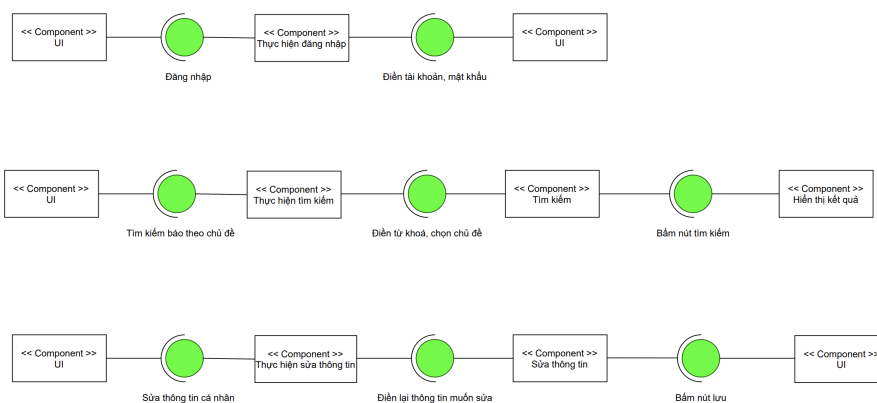 << Component >>
UI
<< Component >>
Thực hiện đăng nhập
<< Component >>
UI
Đăng nhập
Điền tài khoản, mật khẩu
<< Component >>
UI
<< Component >>
Thực hiện tìm kiếm
<< Component >>
Tìm kiếm
<< Component >>
Hiển thị kết quả
Tìm kiếm báo theo chủ đề
Điền từ khoá, chọn chủ đề
Bấm nút tìm kiếm
<< Component >>
UI
<< Component >>
Thực hiện sửa thông tin
<< Component >>
Sửa thông tin
<< Component >>
UI
Sửa thông tin cá nhân
Điền lại thông tin muốn sửa
Bấm nút lưu